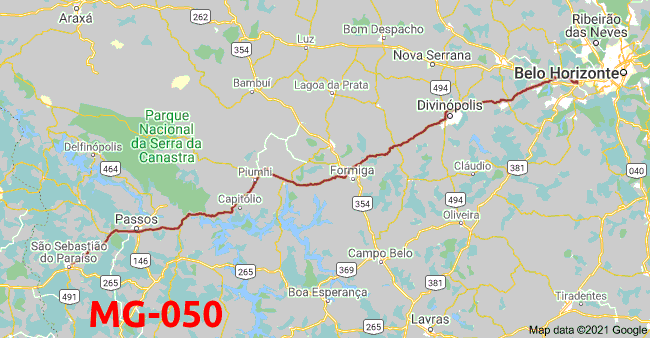 Araxá
262
354
Luz
Bom Despacho
Ribeirão
das Neves
Nova Serrana
Belo Horizonte
Bambuí
Lagoa da Prata
494
Divinópolis
Parque
Nacional
da Serra da
Canastra
Delfinópolis
464
Piumhi
Formiga
Cláudio
381
040
Capitólio
354
494
Oliveira
Passos
São Sebastião
do Paraíso
146
265
Campo Belo
369
381
491
Boa Esperança
Tiradentes
265
Lavras
MG-050
Map data ©2021 Google